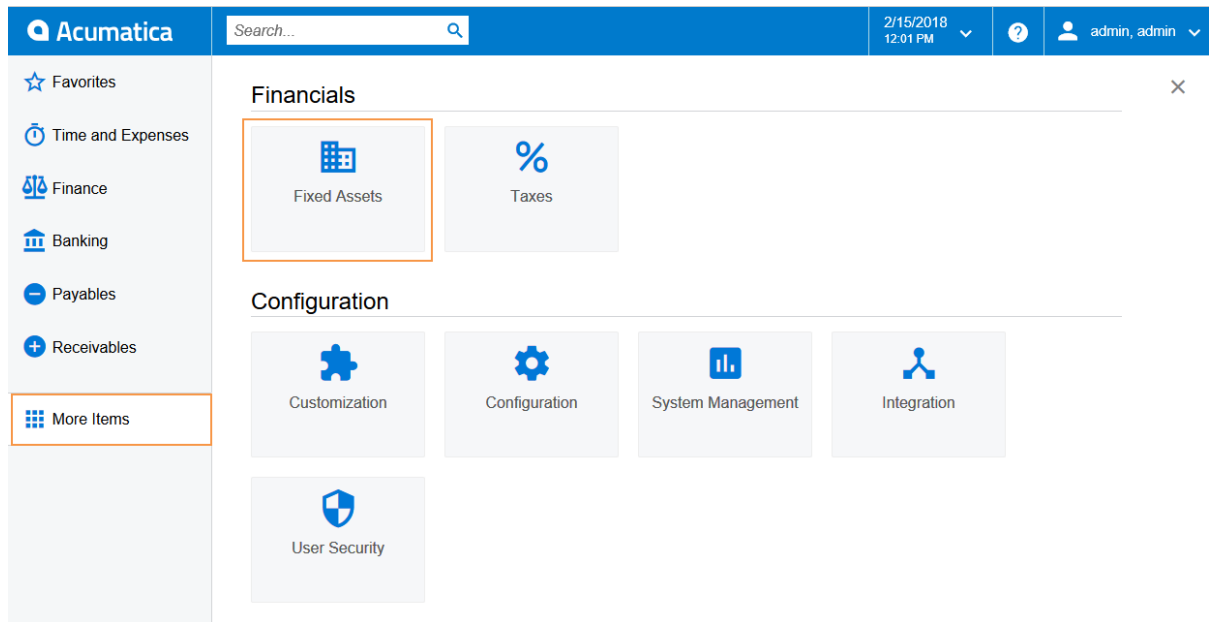 Acumatica
Search...
2/15/2018
12:01 PM
admin, admin
Favorites
Time and Expenses
Finance
Banking
Payables
Receivables
More Items
Financials
Fixed Assets
Taxes
Configuration
Customization
Configuration
System Management
Integration
User Security